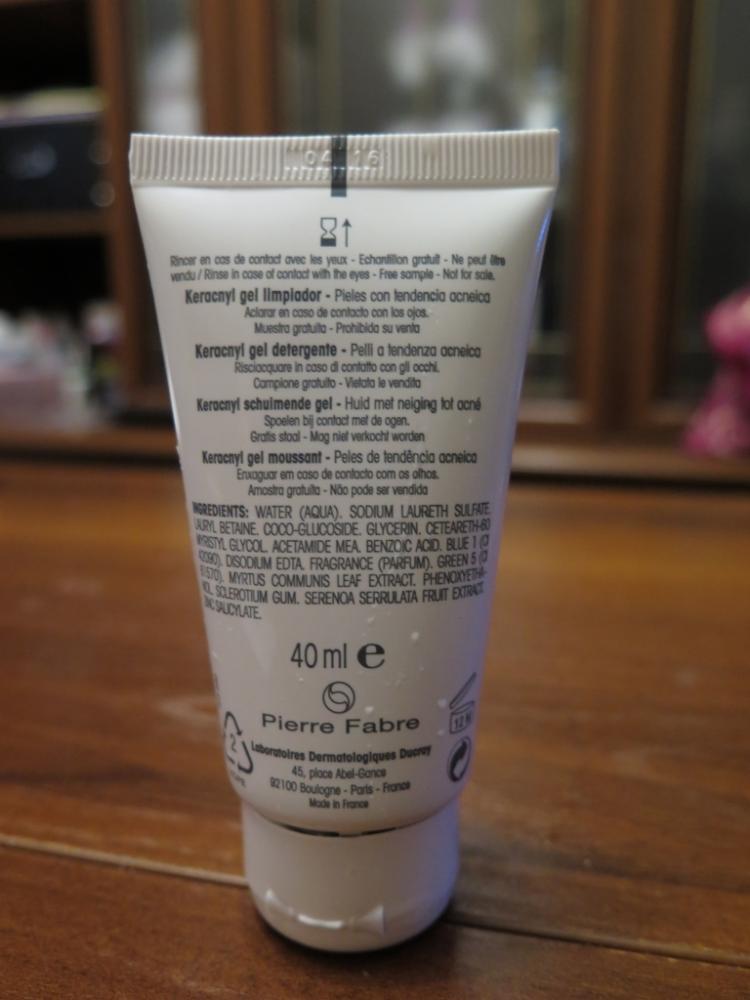 04 16
Rincer en cas de contact avec les yeux - Echantillon gratuit - Ne peut être
vendu / Rinse in case of contact with the eyes - Free sample - Not for sale.
Keracnyl gel limpiador - Pieles con tendencia acneica
Aclarar en caso de contacto con los ojos.
Muestra gratuita - Prohibida su venta
Keracnyl gel detergente - Pelli a tendenza acneica
Risciacquare in caso di contatto con gli occhi.
Campione gratuito - Vietata le vendita
Keracnyl schuimende gel - Huid met neiging tot acné
Spoelen bij contact met de ogen.
Gratis staal - Mag niet verkocht worden
Keracnyl gel moussant - Peles de tendência acneica
Enxaguar em caso de contacto com os olhos.
Amostra gratuita - Não pode ser vendida
INGREDIENTS: WATER (AQUA). SODIUM LAURETH SULFATE.
LAURYL BETAINE. COCO-GLUCOSIDE. GLYCERIN. CETEARETH-60
MYRISTYL GLYCOL. ACETAMIDE MEA. BENZOIC ACID. BLUE 1 (CI
42090). DISODIUM EDTA. FRAGRANCE (PARFUM). GREEN 5 (CI
61570). MYRTUS COMMUNIS LEAF EXTRACT. PHENOXYETHA-
NOL. SCLEROTIUM GUM. SERENOA SERRULATA FRUIT EXTRACT.
ZINC SALICYLATE.
40 ml e
Pierre Fabre
12 M
2
Laboratoires Dermatologiques Ducray
45, place Abel-Gance
92100 Boulogne - Paris - France
Made in France